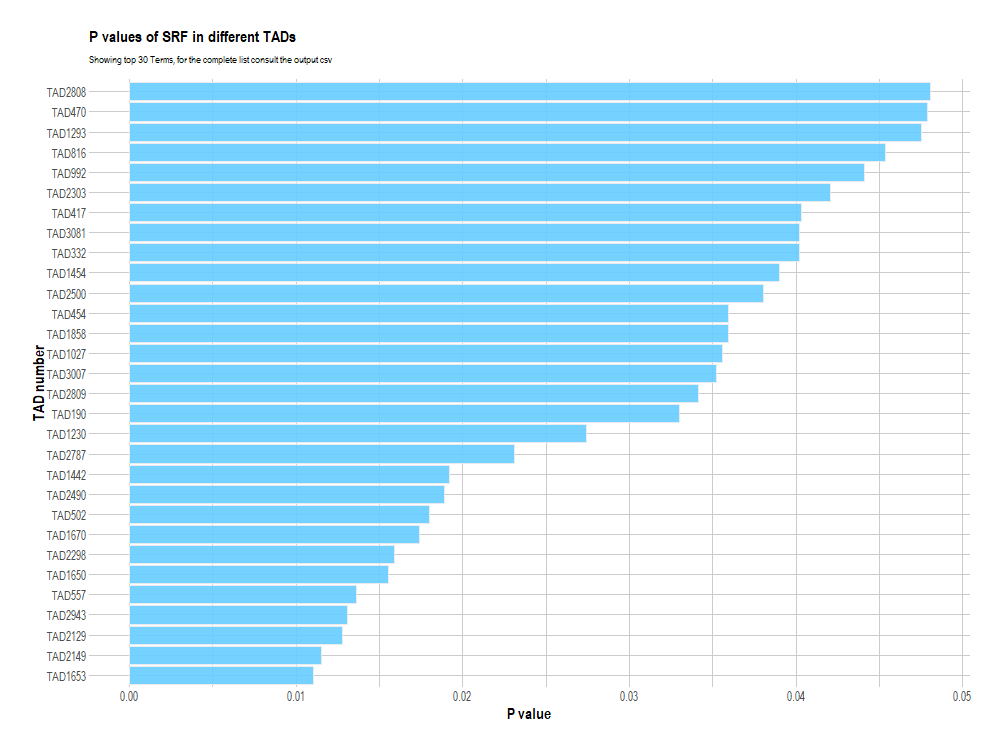 P values of SRF in different TADs
Showing top 30 Terms, for the complete list consult the output csv
TAD2808
TAD470
TAD1293
TAD816
TAD992
TAD2303
TAD417
TAD3081
TAD332
TAD1454
TAD2500
TAD454
TAD1858
TAD1027
TAD3007
TAD2809
TAD190
TAD1230
TAD2787
TAD1442
TAD2490
TAD502
TAD1670
TAD2298
TAD1650
TAD557
TAD2943
TAD2129
TAD2149
TAD1653
TAD number
0.00 0.01 0.02 0.03 0.04 0.05
P value